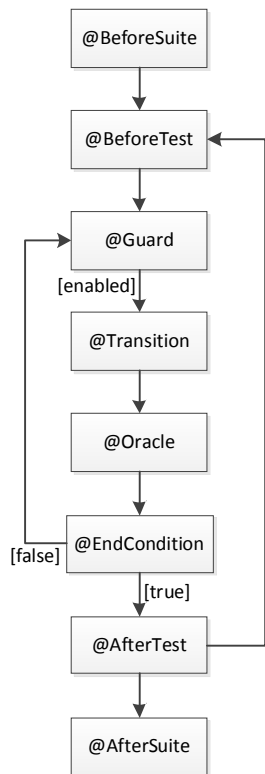 @BeforeSuite
@BeforeTest
@Guard
[enabled]
@Transition
@Oracle
@EndCondition
[false]
[true]
@AfterTest
@AfterSuite